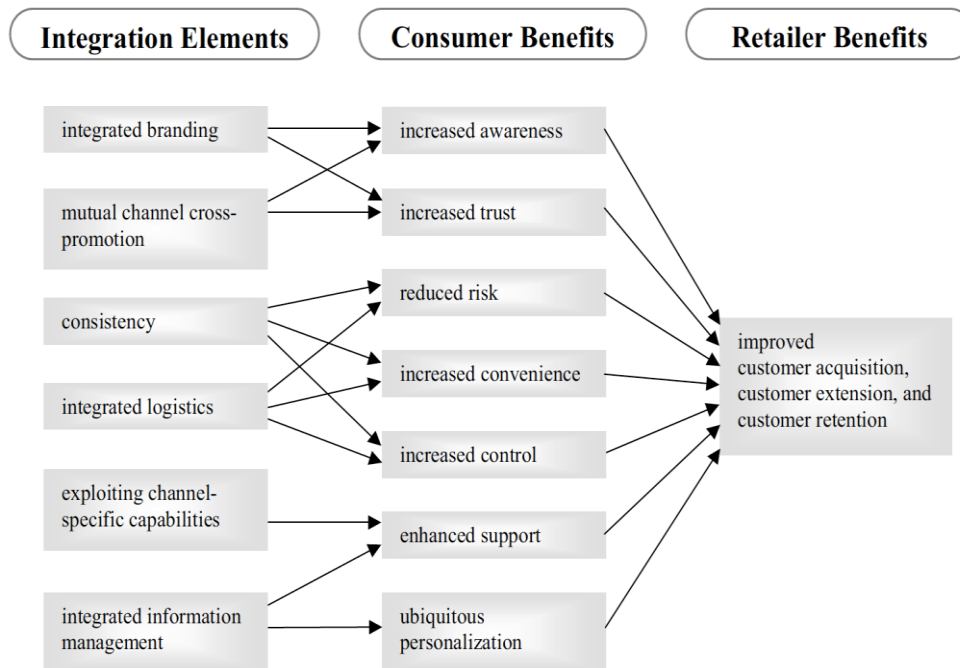 Integration Elements
Consumer Benefits
Retailer Benefits
integrated branding
mutual channel cross-
promotion
consistency
integrated logistics
exploiting channel-
specific capabilities
integrated information
management
increased awareness
increased trust
reduced risk
increased convenience
increased control
enhanced support
ubiquitous
personalization
improved
customer acquisition,
customer extension, and
customer retention